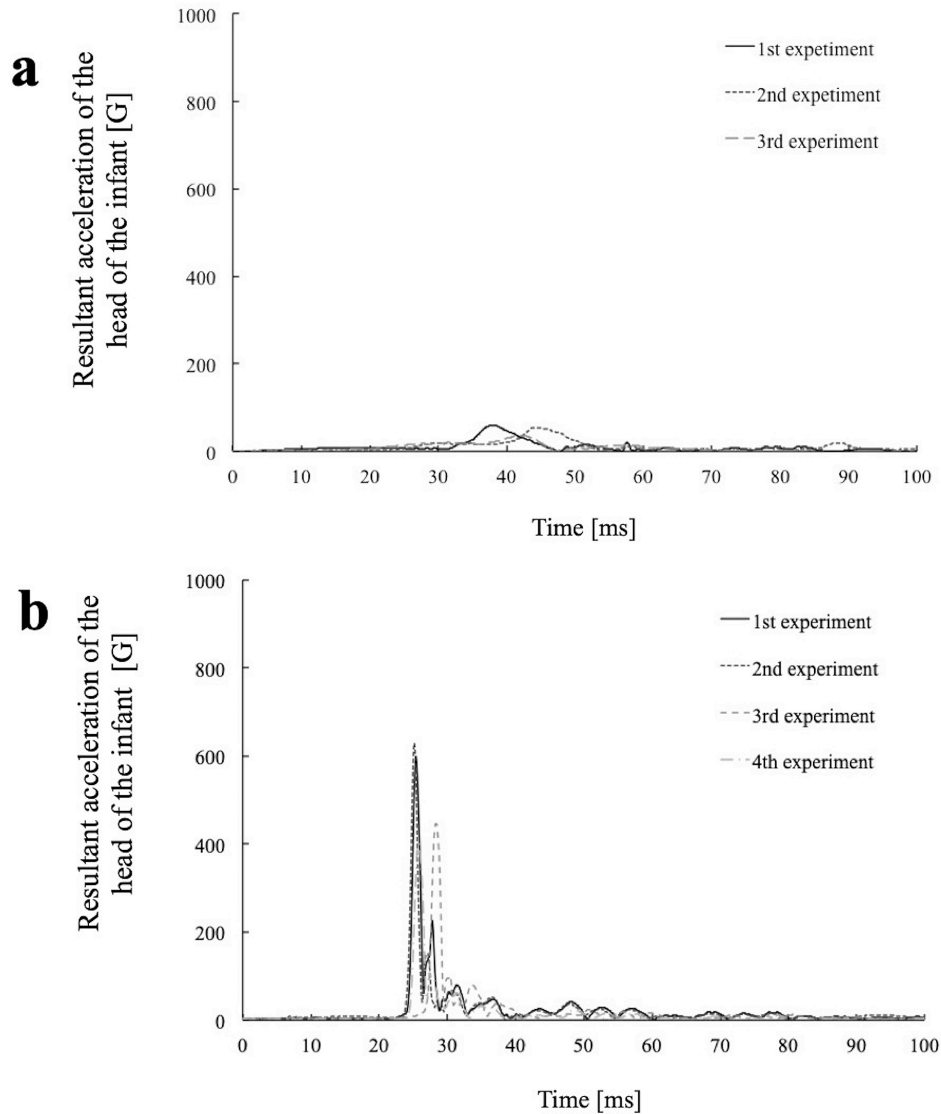 a
Resultant acceleration of the
head of the infant [G]
1000
800
600
400
200
0
1st expetiment
2nd expetiment
3rd experiment
0 10 20 30 40 50 60 70 80 90 100
Time [ms]
b
Resultant acceleration of the
head of the infant [G]
1000
800
600
400
200
0
1st experiment
2nd experiment
3rd experiment
4th experiment
0 10 20 30 40 50 60 70 80 90 100
Time [ms]